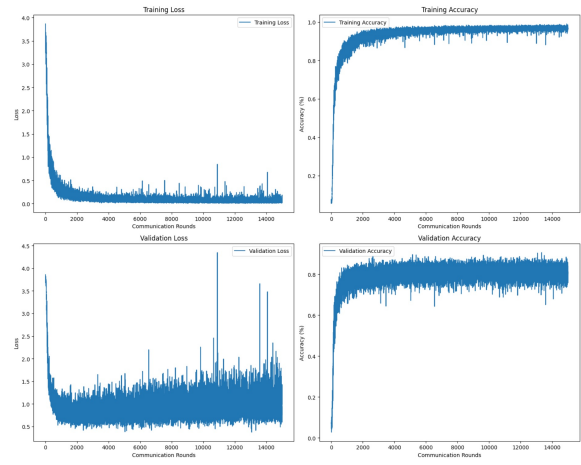 Training Loss
Training Loss
4.0
3.5
3.0
2.5
2.0
1.5
1.0
0.5
0.0
Loss
0 2000 4000 6000 8000 10000 12000 14000
Communication Rounds
Training Accuracy
Training Accuracy
1.0
0.8
0.6
0.4
0.2
Accuracy (%)
0 2000 4000 6000 8000 10000 12000 14000
Communication Rounds
Validation Loss
Validation Loss
4.5
4.0
3.5
3.0
2.5
2.0
1.5
1.0
0.5
Loss
0 2000 4000 6000 8000 10000 12000 14000
Communication Rounds
Validation Accuracy
Validation Accuracy
0.8
0.6
0.4
0.2
0.0
Accuracy (%)
0 2000 4000 6000 8000 10000 12000 14000
Communication Rounds